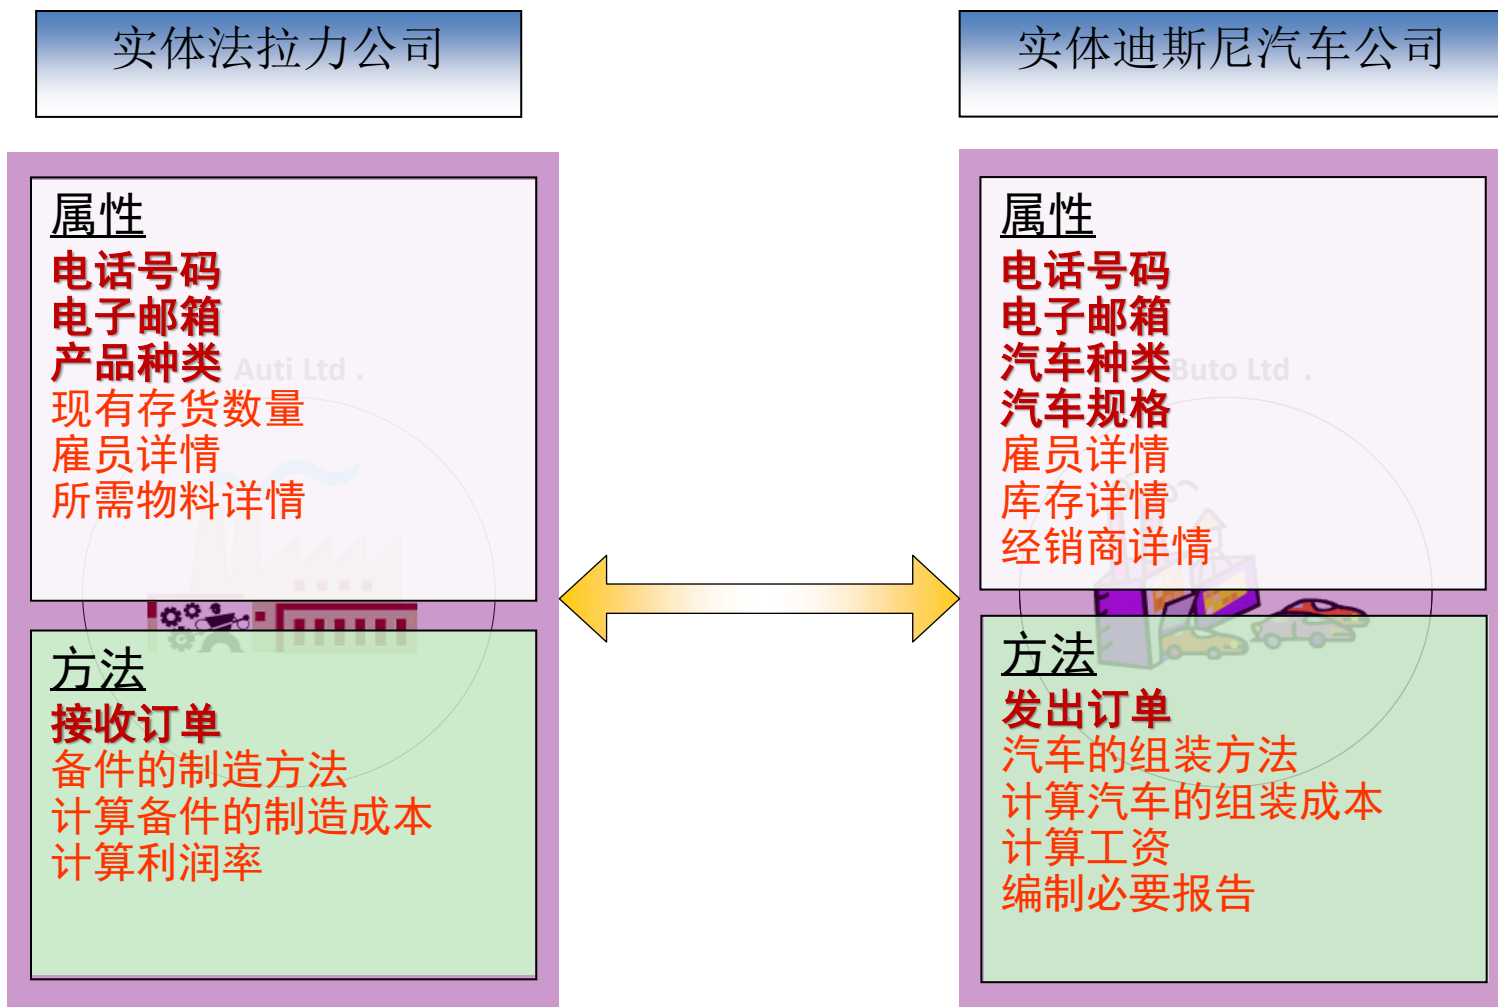 实体法拉力公司
属性
电话号码
电子邮箱
产品种类
Auti Ltd .
现有存货数量
雇员详情
所需物料详情
方法
接收订单
备件的制造方法
计算备件的制造成本
计算利润率
实体迪斯尼汽车公司
属性
电话号码
电子邮箱
汽车种类
Buto Ltd .
汽车规格
雇员详情
库存详情
经销商详情
方法
发出订单
汽车的组装方法
计算汽车的组装成本
计算工资
编制必要报告